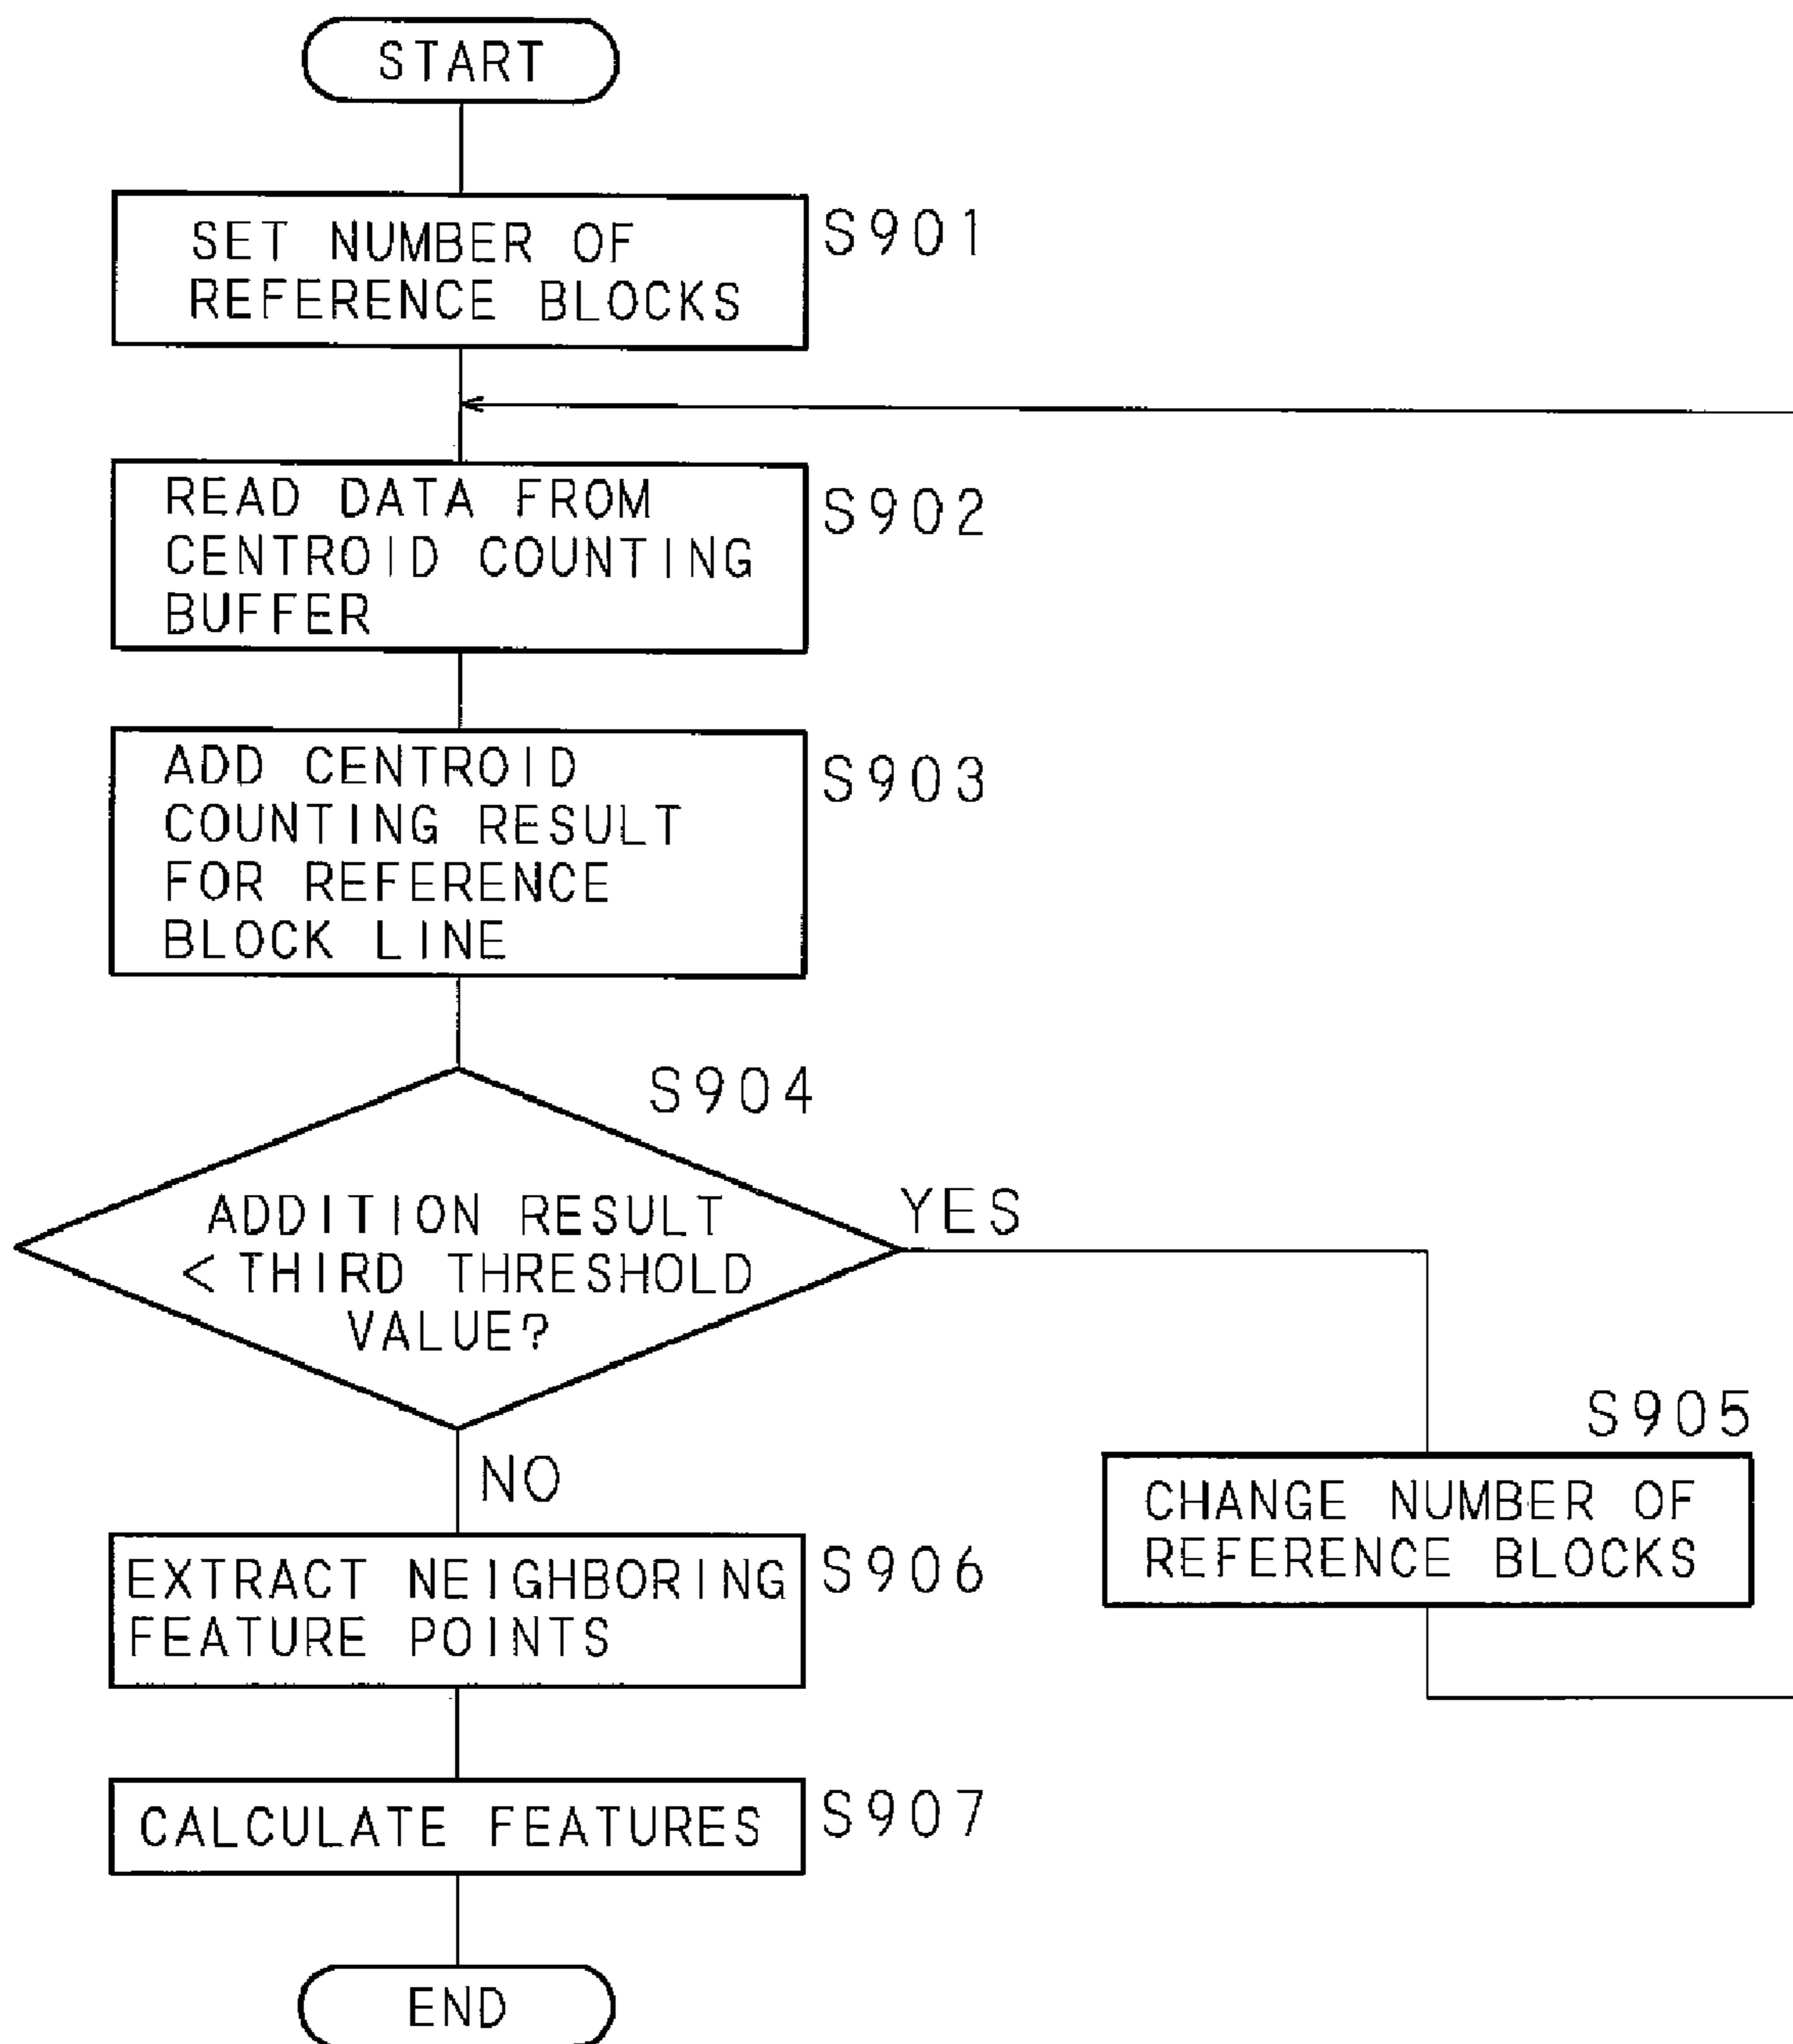 START
SET NUMBER OF
REFERENCE BLOCKS
S901
READ DATA FROM
CENTROID COUNTING
BUFFER
S902
ADD CENTROID
COUNTING RESULT
FOR REFERENCE
BLOCK LINE
S903
S904
ADDITION RESULT
< THIRD THRESHOLD
VALUE?
YES
NO
S905
CHANGE NUMBER OF
REFERENCE BLOCKS
EXTRACT NEIGHBORING
FEATURE POINTS
S906
CALCULATE FEATURES
S907
END